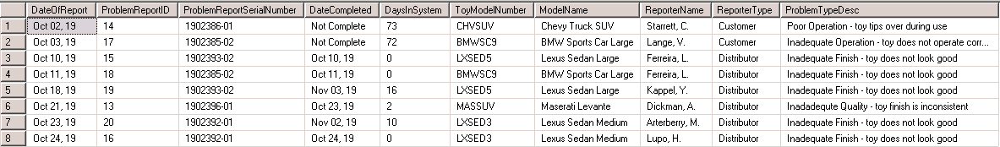 DateOfReport ProblemReportID ProblemReportSerialNumber DateCompleted DaysInSystem ToyModelNumber ModelName ReporterName ReporterType ProblemTypeDesc
1 Oct 02, 19 14 1902386-01 Not Complete 73 CHVSUV Chevy Truck SUV Starrett, C. Customer Poor Operation - toy tips over during use
2 Oct 03, 19 17 1902385-02 Not Complete 72 BMWSC9 BMW Sports Car Large Lange, V. Customer Inadequate Operation - toy does not operate corr...
3 Oct 10, 19 15 1902393-02 Oct 10, 19 0 LXSED5 Lexus Sedan Large Ferreira, L. Distributor Inadequate Finish - toy does not look good
4 Oct 11, 19 18 1902385-02 Oct 11, 19 0 BMWSC9 BMW Sports Car Large Ferreira, L. Distributor Inadequate Finish - toy does not look good
5 Oct 18, 19 19 1902393-02 Nov 03, 19 16 LXSED5 Lexus Sedan Large Kappel, Y. Distributor Inadequate Finish - toy does not look good
6 Oct 21, 19 13 1902396-01 Oct 23, 19 2 MASSUV Maserati Levante Dickman, A. Distributor Inadadequte Quality - toy finish is inconsistent
7 Oct 23, 19 20 1902392-01 Nov 02, 19 10 LXSED3 Lexus Sedan Medium Arterberry, M. Distributor Inadequate Finish - toy does not look good
8 Oct 24, 19 16 1902392-01 Oct 24, 19 0 LXSED3 Lexus Sedan Medium Lupo, H. Distributor Inadequate Finish - toy does not look good